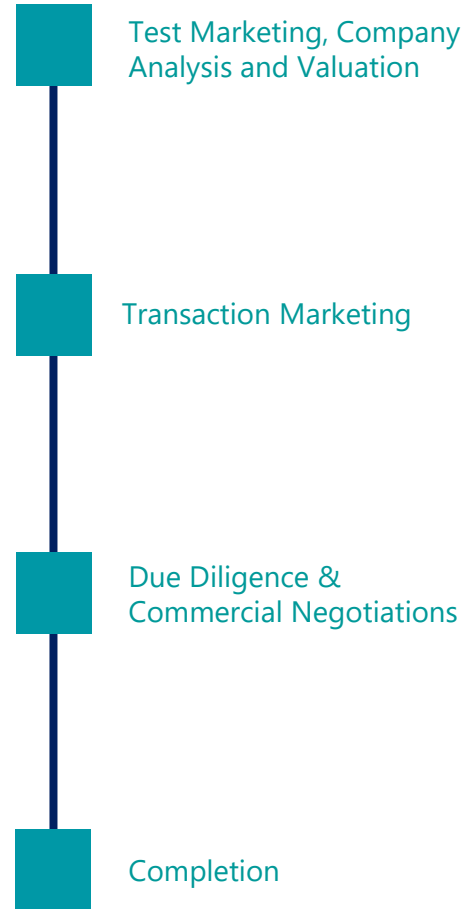 Test Marketing, Company
Analysis and Valuation
Transaction Marketing
Due Diligence &
Commercial Negotiations
Completion